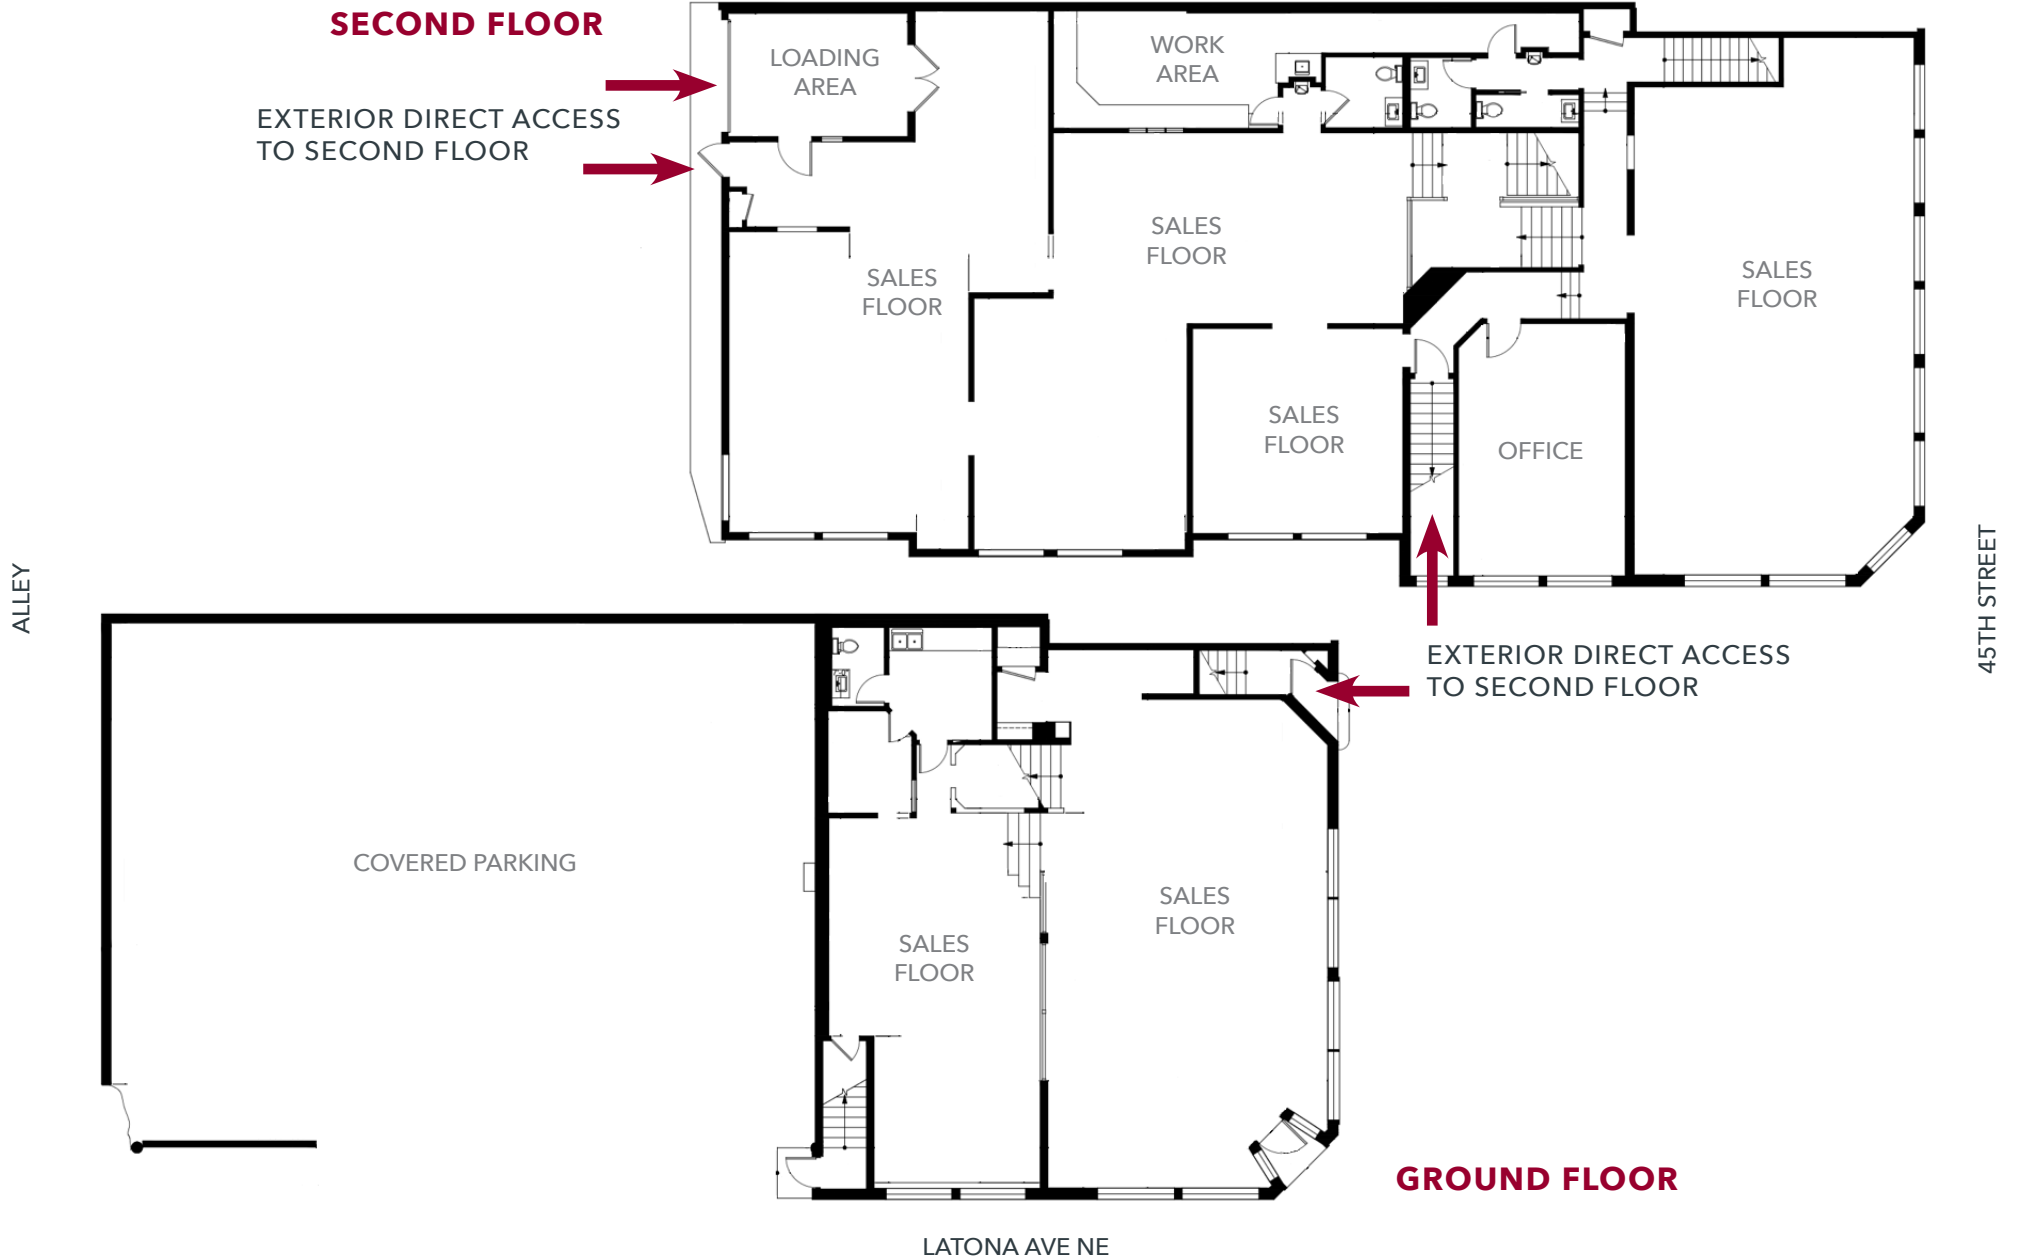 SECOND FLOOR
LOADING
AREA
WORK
AREA
EXTERIOR DIRECT ACCESS
TO SECOND FLOOR
SALES
FLOOR
SALES
FLOOR
SALES
FLOOR
SALES
FLOOR
OFFICE
ALLEY
45TH STREET
EXTERIOR DIRECT ACCESS
TO SECOND FLOOR
COVERED PARKING
SALES
FLOOR
SALES
FLOOR
GROUND FLOOR
LATONA AVE NE